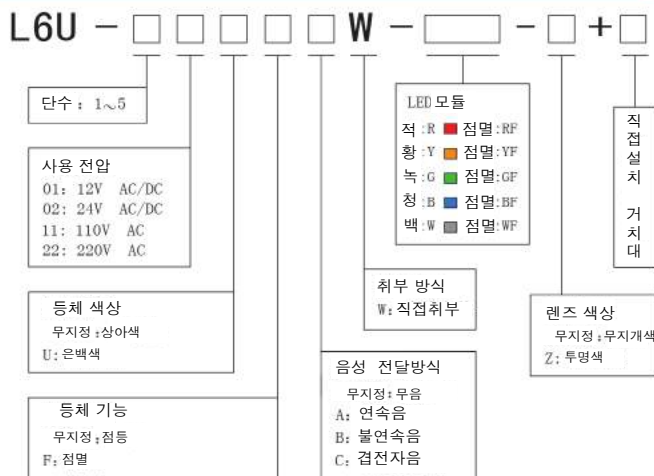 L6U - □ □ □ □ □ W - □ - □ + □
단수 : 1~5
사용 전압
01: 12V AC/DC
02: 24V AC/DC
11: 110V AC
22: 220V AC
등체 색상
무지정:상아색
U: 은백색
등체 기능
무지정:점등
F: 점멸
LED 모듈
적:R 점멸:RF
황:Y 점멸:YF
녹:G 점멸:GF
청:B 점멸:BF
백:W 점멸:WF
취부 방식
W: 직접취부
음성 전달방식
무지정: 무음
A: 연속음
B: 불연속음
C: 겹전자음
렌즈 색상
무지정:무지개색
Z: 투명색
직접설치 거치대